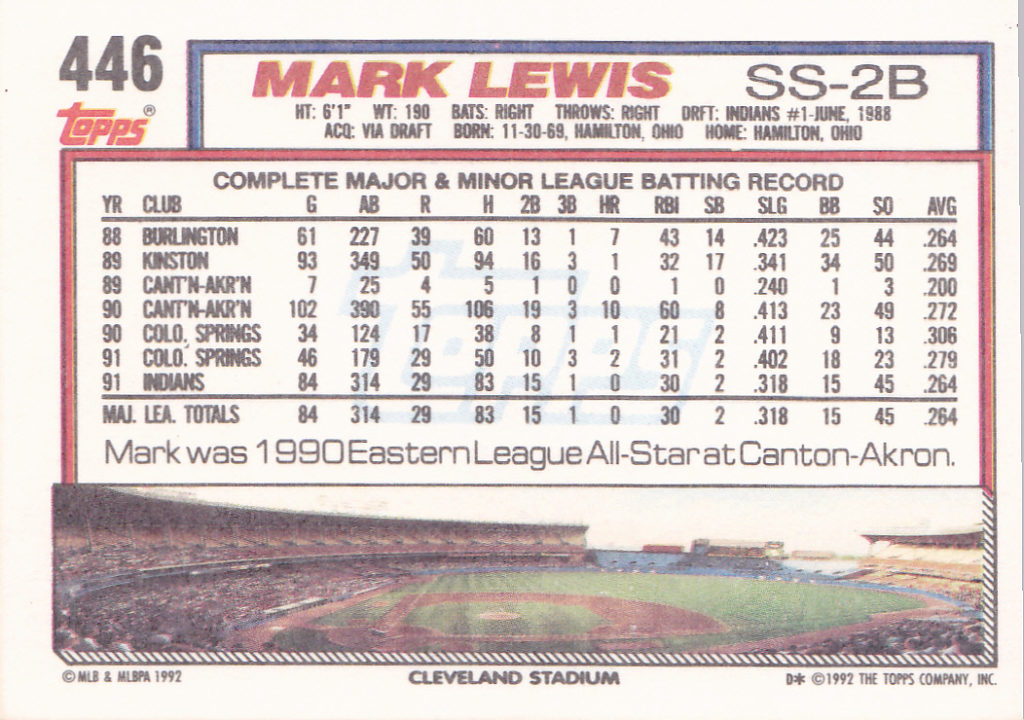 446
Topps®
MARK LEWIS SS-2B
HT: 6'1" WT: 190 BATS: RIGHT THROWS: RIGHT DRFT: INDIANS #1-JUNE, 1988
ACQ: VIA DRAFT BORN: 11-30-69, HAMILTON, OHIO HOME: HAMILTON, OHIO
COMPLETE MAJOR & MINOR LEAGUE BATTING RECORD
YR CLUB G AB R H 2B 3B HR RBI SB SLG BB SO AVG
88 BURLINGTON 61 227 39 60 13 1 7 43 14 .423 25 44 .264
89 KINSTON 93 349 50 94 16 3 1 32 17 .341 34 50 .269
89 CANT'N-AKR'N 7 25 4 5 1 0 0 1 0 .240 1 3 .200
90 CANT'N-AKR'N 102 390 55 106 19 3 10 60 8 .413 23 49 .272
90 COLO. SPRINGS 34 124 17 38 8 1 1 21 2 .411 9 13 .306
91 COLO. SPRINGS 46 179 29 50 10 3 2 31 2 .402 18 23 .279
91 INDIANS 84 314 29 83 15 1 0 30 2 .318 15 45 .264
MAJ. LEA. TOTALS 84 314 29 83 15 1 0 30 2 .318 15 45 .264
Topps
Mark was 1990 Eastern League All-Star at Canton-Akron.
© MLB & MLBPA 1992 CLEVELAND STADIUM D* © 1992 THE TOPPS COMPANY, INC.